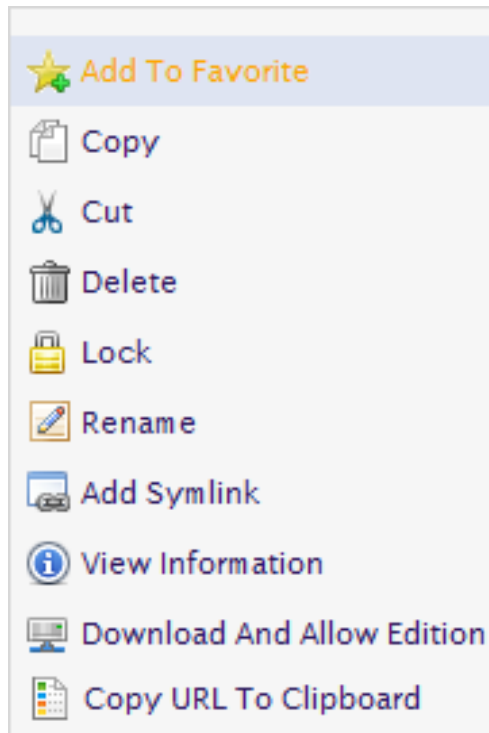 Add To Favorite
Copy
Cut
Delete
Lock
Rename
Add Symlink
View Information
Download And Allow Edition
Copy URL To Clipboard